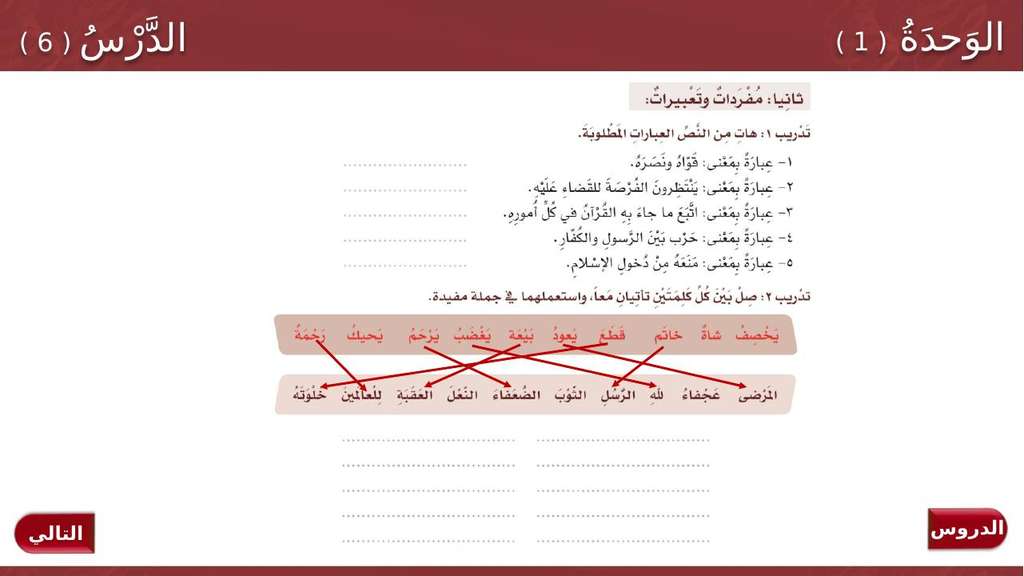 الوَحدَةُ ( 1 )
الدَّرْسُ ( 6 )
ثانِيا: مُفْرَداتٌ وتَعْبيراتٌ:
تَدْريب ١: هاتِ مِن النَّصِّ العِباراتِ المَطْلوبَةَ.
١- عِبارَةٌ بِمَعْنى: قَوّاهُ ونَصَرَهُ.
٢- عِبارَةٌ بِمَعْنى: يَنْتَظِرونَ الفُرْصَةَ للقَضاءِ عَلَيْهِ.
٣- عِبارَةٌ بِمَعْنى: اتَّبَعَ ما جاءَ بِهِ القُرْآنُ في كُلِّ أُمورِهِ.
٤- عِبارَةٌ بِمَعْنى: حَرْب بَيْنَ الرَّسولِ والكُفّارِ.
٥- عِبارَةٌ بِمَعْنى: مَنَعَهُ مِنْ دُخولِ الإسْلامِ.
تَدْريب ٢: صِلْ بَيْنَ كُلِّ كَلِمَتَيْنِ تأتِيانِ مَعاً، واستعملهما في جملة مفيدة.
يَخْصِفُ شاةٌ خاتَم قَطَعَ يَعودُ بَيْعَة يَغْضَبُ يَرْحَمُ يَحيكُ رَحْمَةٌ
المَرْضى عَجْفاءُ للهِ الرُّسُلِ الثَّوْبَ الضُّعَفاءَ النَّعْلَ العَقَبَةِ لِلْعالَمينَ خَلْوَتَهُ
الدروس
التالي